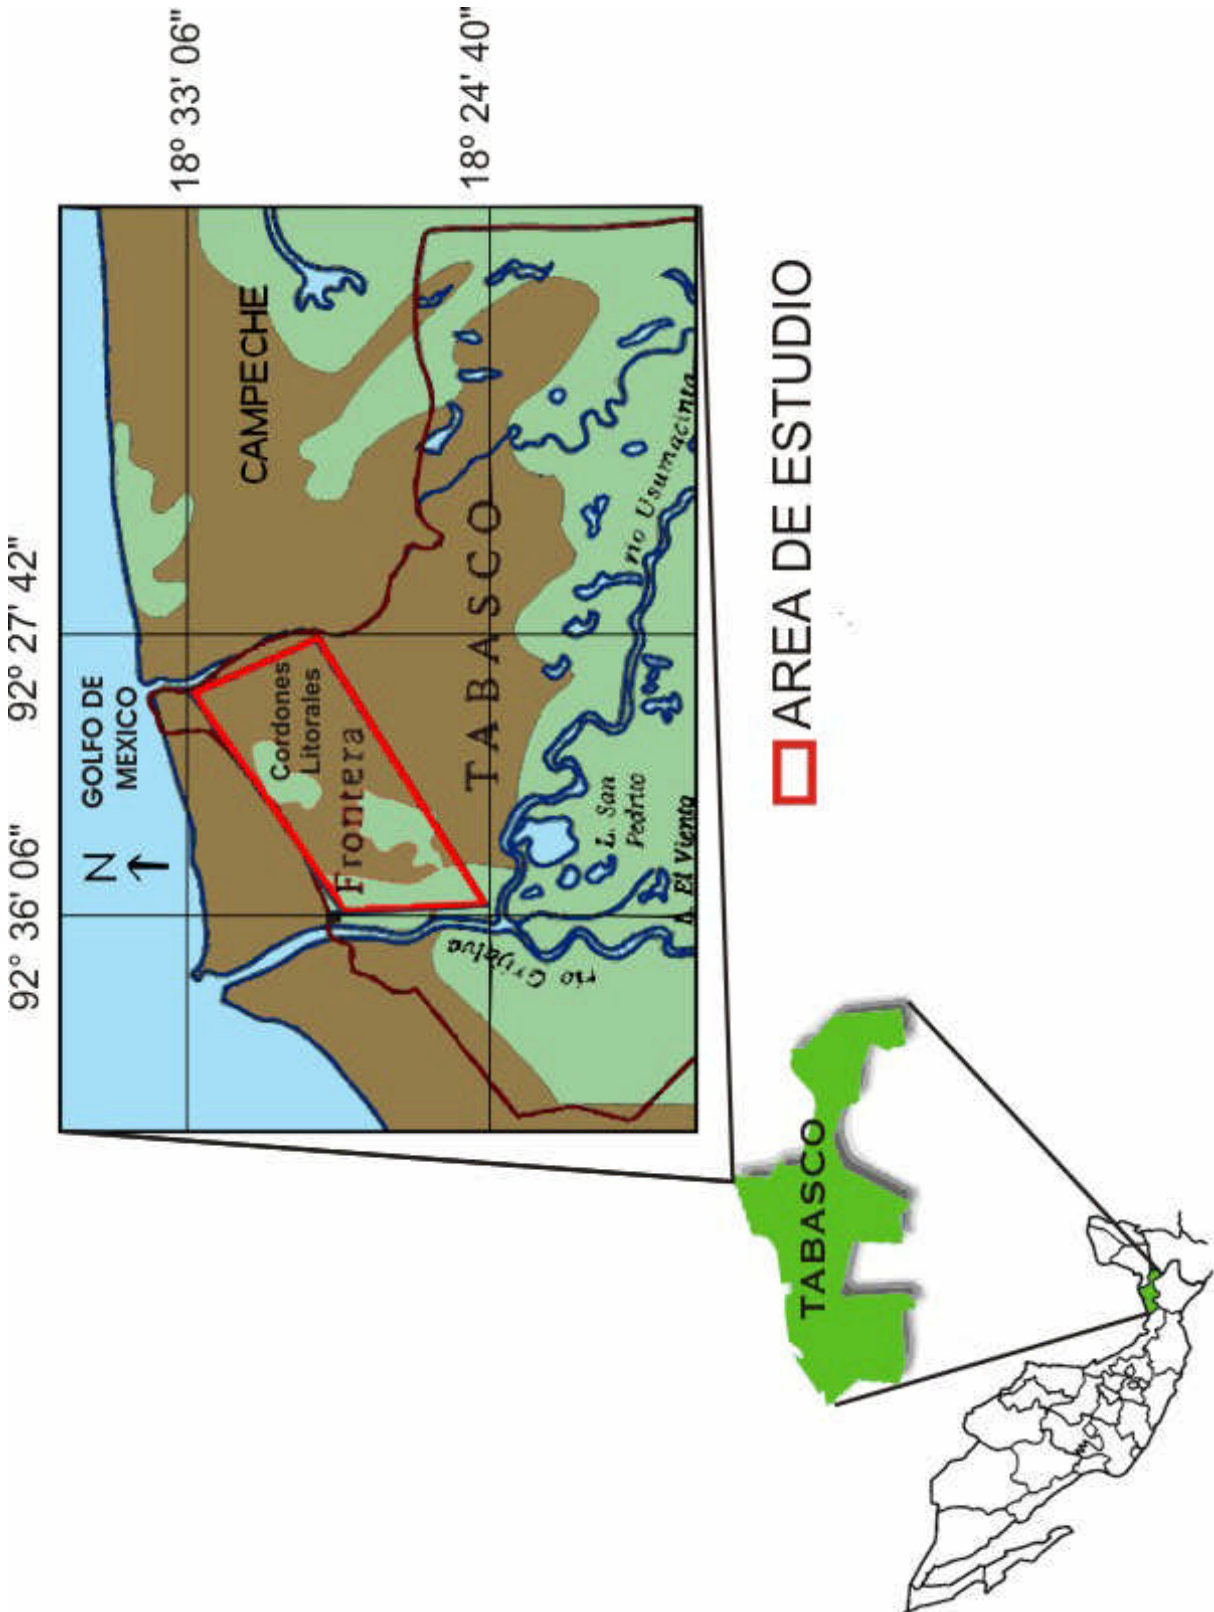 92° 36' 06"
92° 27' 42"
18° 33' 06"
18° 24' 40"
N
GOLFO DE
MEXICO
CAMPECHE
Cordones
Litorales
Frontera
TABASCO
río Grijalva
L. San
Pedrito
río Usumacinta
A. El Viento
AREA DE ESTUDIO
TABASCO